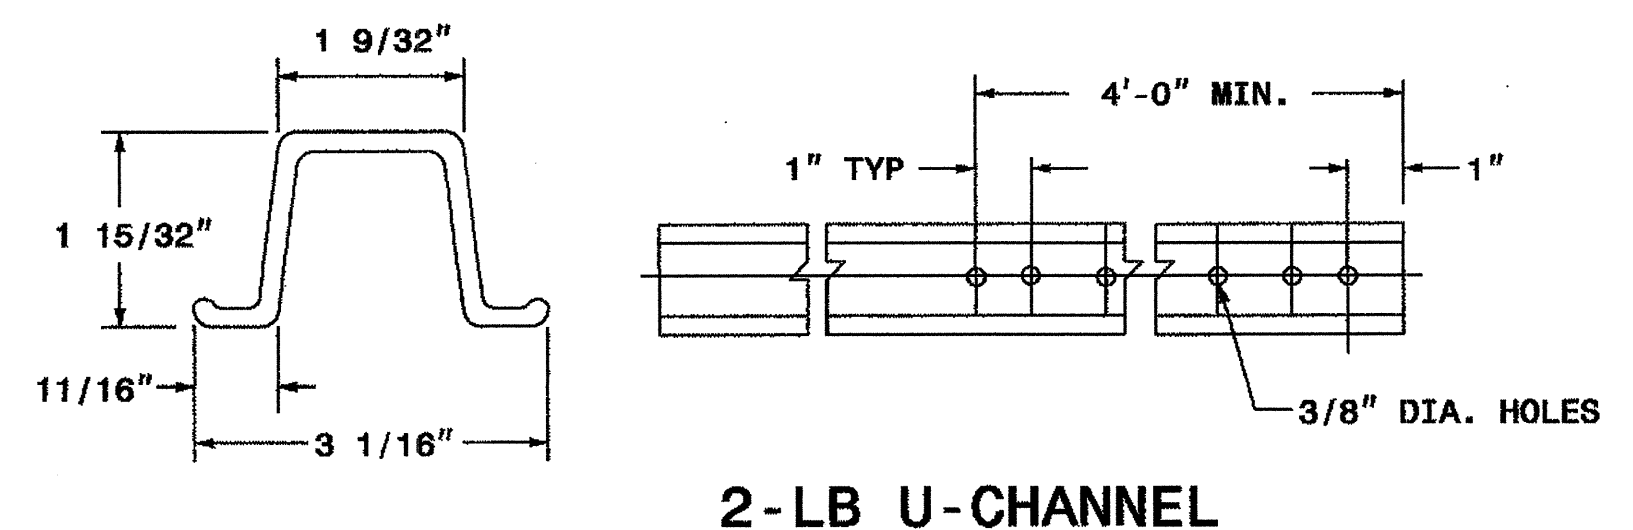 1 9/32"
4'-0" MIN.
1" TYP
1"
1 15/32"
11/16"
3 1/16"
3/8" DIA. HOLES
2-LB U-CHANNEL